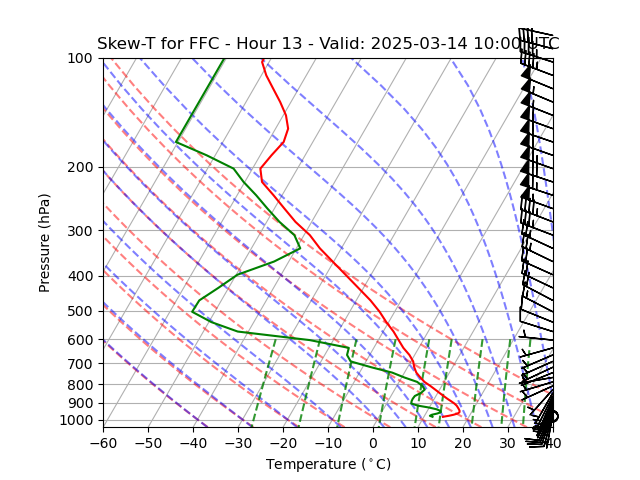 Skew-T for FFC - Hour 13 - Valid: 2025-03-14 10:00 UTC
100
200
300
400
500
600
700
800
900
1000
Pressure (hPa)
−60 −50 −40 −30 −20 −10 0 10 20 30 40
Temperature (°C)